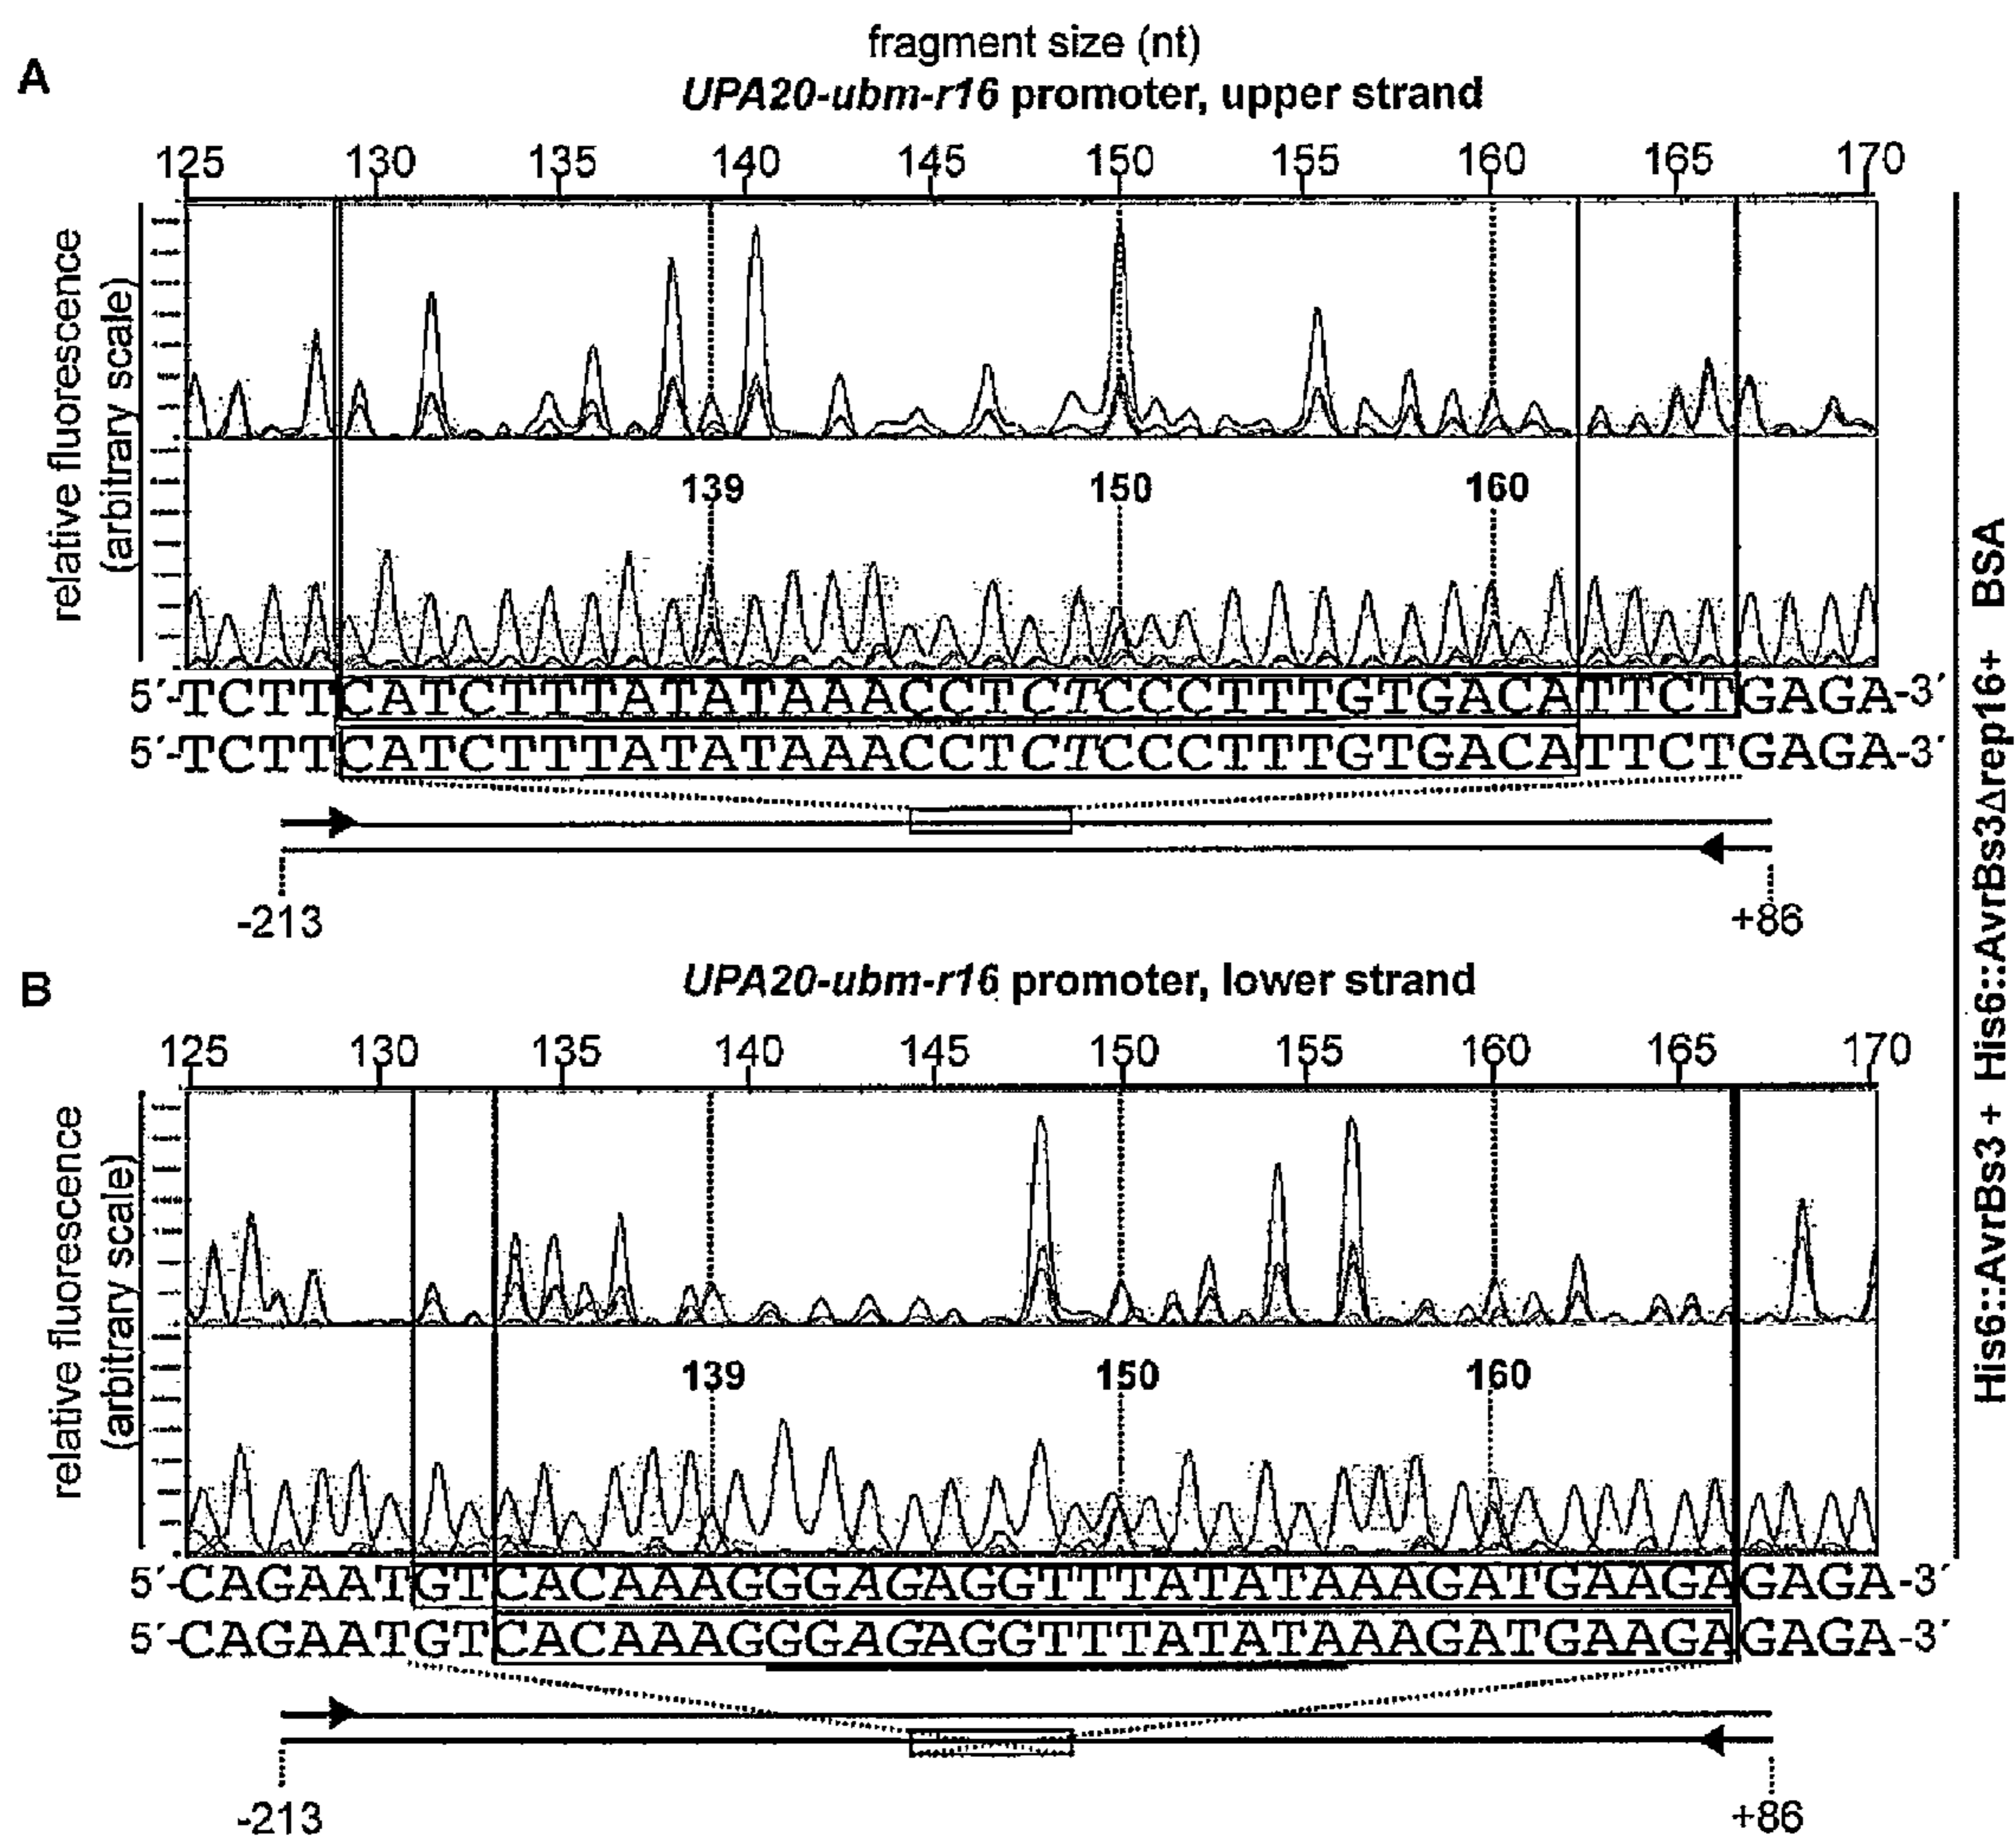 fragment size (nt)
A
UPA20-ubm-r16 promoter, upper strand
125 130 135 140 145 150 155 160 165 170
relative fluorescence
(arbitrary scale)
139 150 160
5´-TCTTCATCTTTATATAAACCTCTCCCTTTGTGACATTCTGAGA-3´
5´-TCTTCATCTTTATATAAACCTCTCCCTTTGTGACATTCTGAGA-3´
-213 +86
B
UPA20-ubm-r16 promoter, lower strand
125 130 135 140 145 150 155 160 165 170
relative fluorescence
(arbitrary scale)
139 150 160
5´-CAGAATGTCACAAAGGGAGAGGTTTATATAAAGATGAAGAGAGA-3´
5´-CAGAATGTCACAAAGGGAGAGGTTTATATAAAGATGAAGAGAGA-3´
-213 +86
His6::AvrBs3 + His6::AvrBs3Δrep16+ BSA